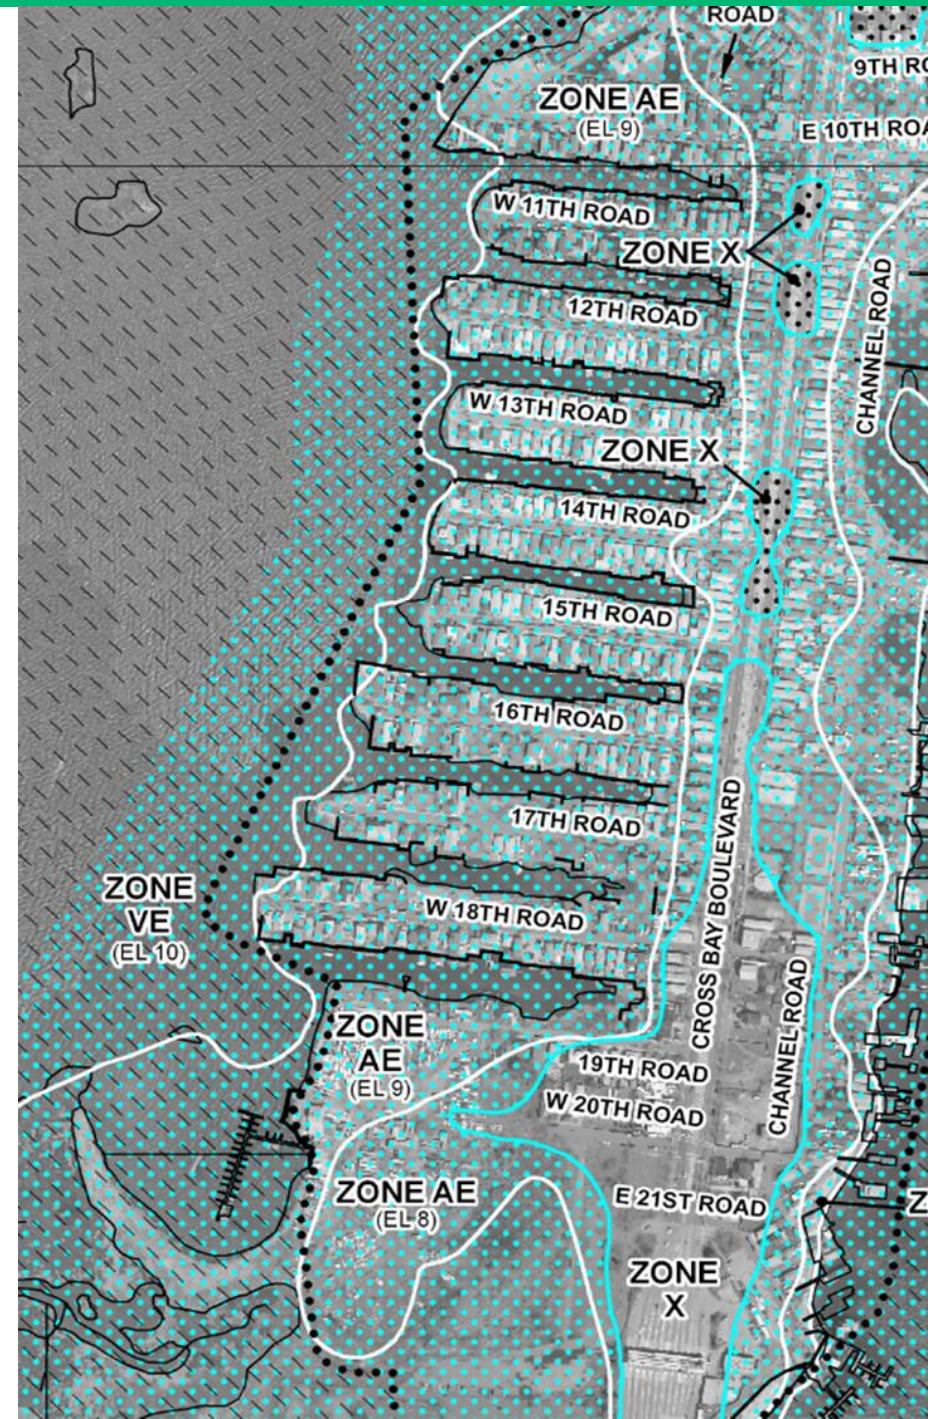 ROAD
9TH
ZONE AE
(EL 9)
E 10TH
W 11TH ROAD
ZONE X
12TH ROAD
CHANNEL ROAD
W 13TH ROAD
ZONE X
14TH ROAD
15TH ROAD
16TH ROAD
17TH ROAD
CROSS BAY BOULEVARD
ZONE
VE
(EL 10)
W 18TH ROAD
CHANNEL ROAD
ZONE
AE
(EL 9)
19TH ROAD
W 20TH ROAD
ZONE AE
(EL 8)
E 21ST ROAD
ZONE
X